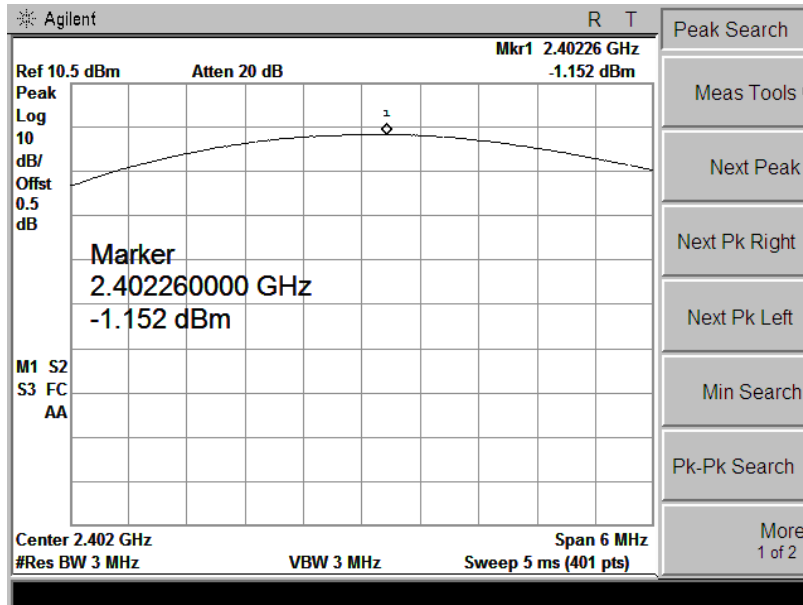 Agilent R T
Mkr1 2.40226 GHz
Ref 10.5 dBm Atten 20 dB -1.152 dBm
Peak
Log
10
dB/
Offst
0.5
dB
1
Marker
2.402260000 GHz
-1.152 dBm
M1 S2
S3 FC
AA
Center 2.402 GHz Span 6 MHz
#Res BW 3 MHz VBW 3 MHz Sweep 5 ms (401 pts)
Peak Search
Meas Tools
Next Peak
Next Pk Right
Next Pk Left
Min Search
Pk-Pk Search
More
1 of 2